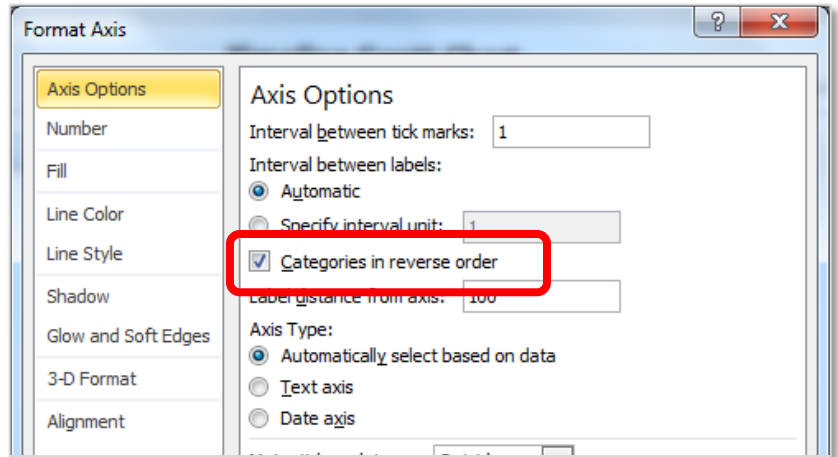 Format Axis
Axis Options
Number
Fill
Line Color
Line Style
Shadow
Glow and Soft Edges
3-D Format
Alignment
Axis Options
Interval between tick marks: 1
Interval between labels:
Automatic
Specify interval unit: 1
Categories in reverse order
Label distance from axis: 100
Axis Type:
Automatically select based on data
Text axis
Date axis